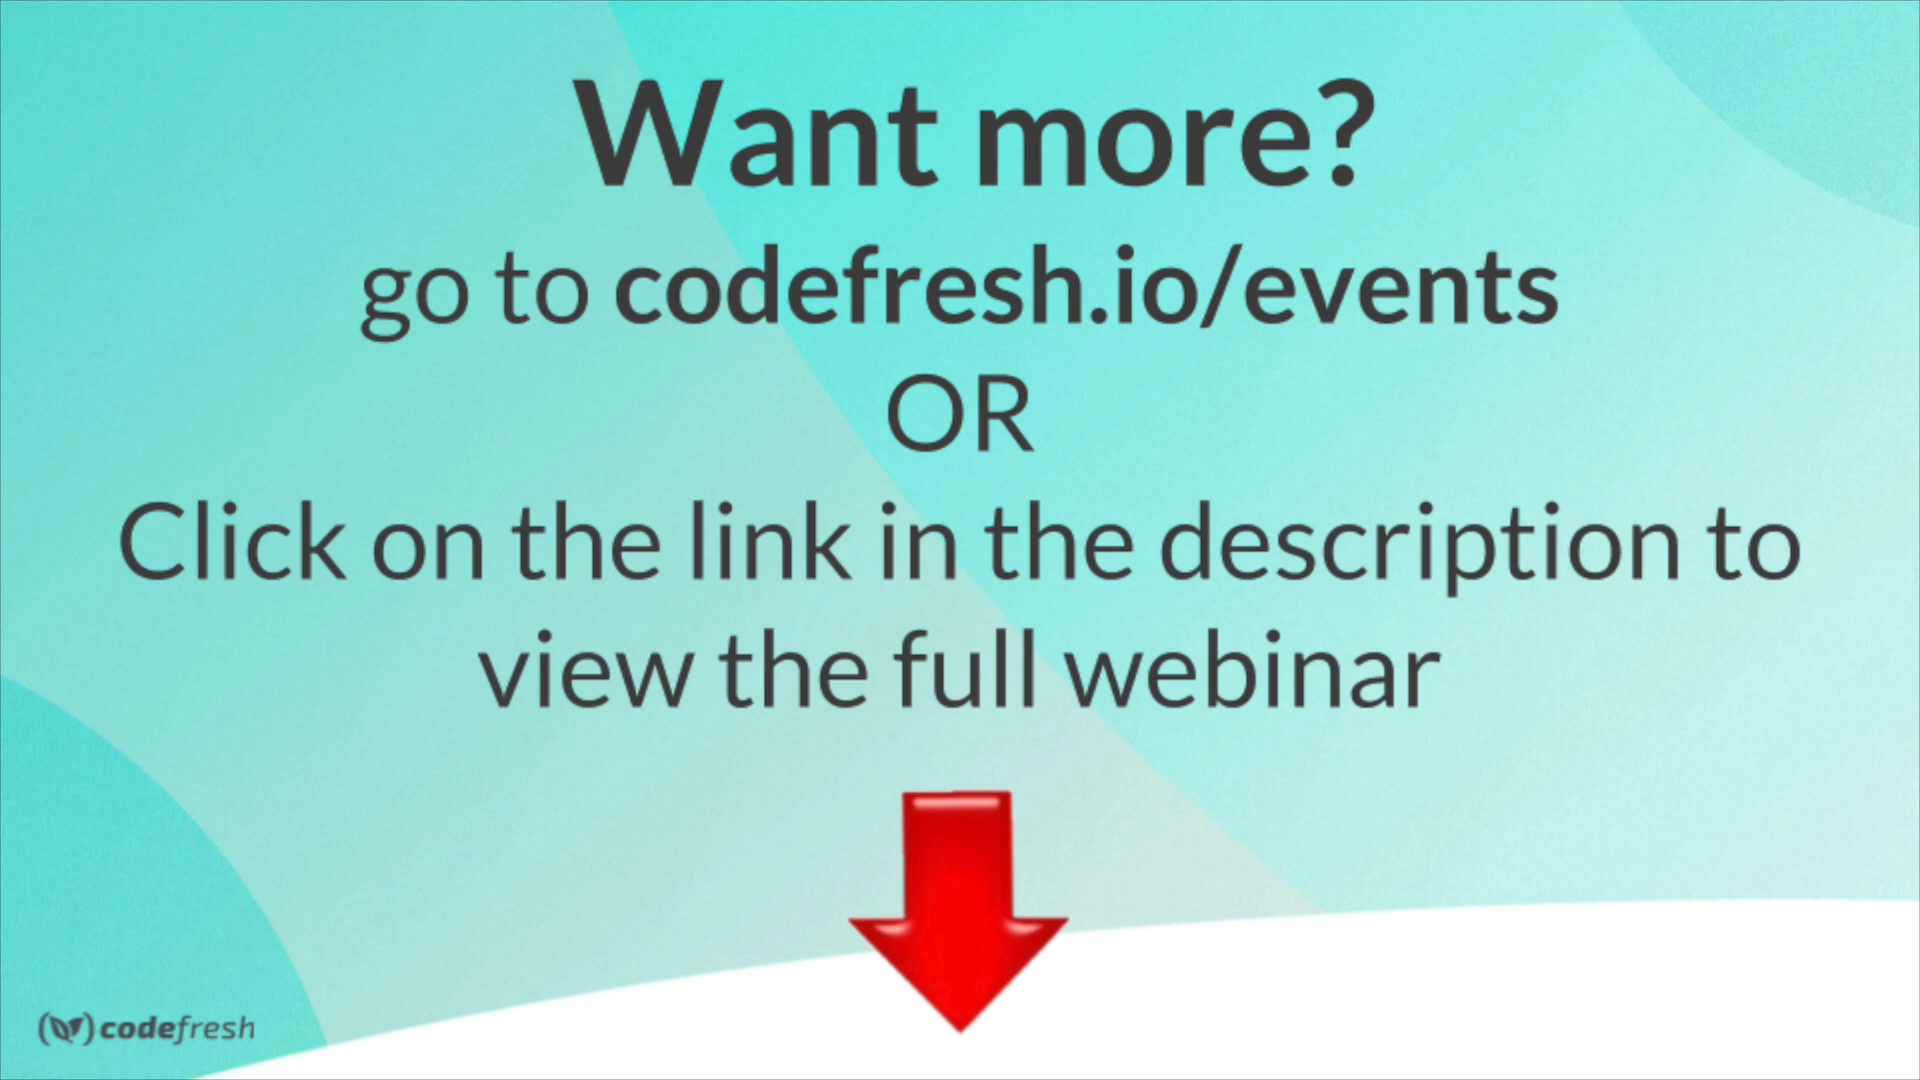 Want more?
go to codefresh.io/events
OR
Click on the link in the description to
view the full webinar
codefresh